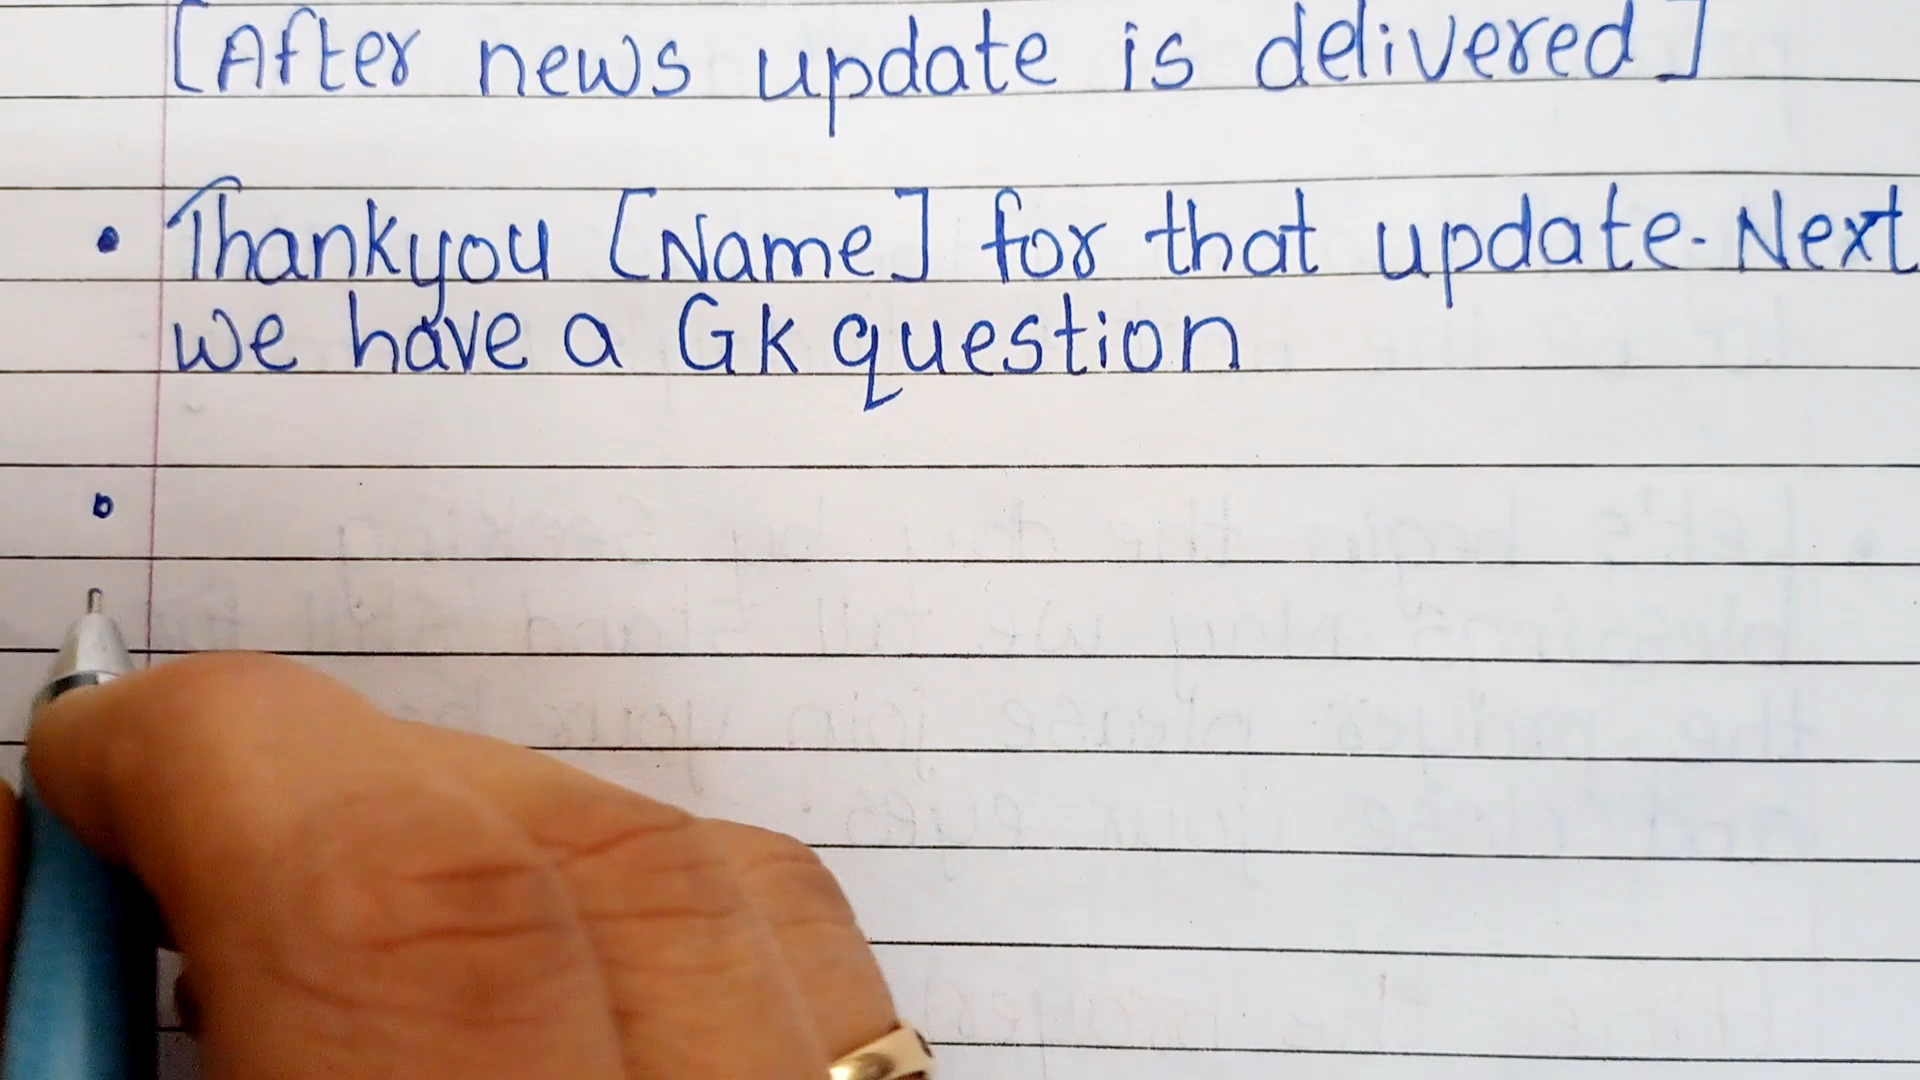 [After news update is delivered]
• Thankyou [Name] for that update. Next
we have a Gk question
•